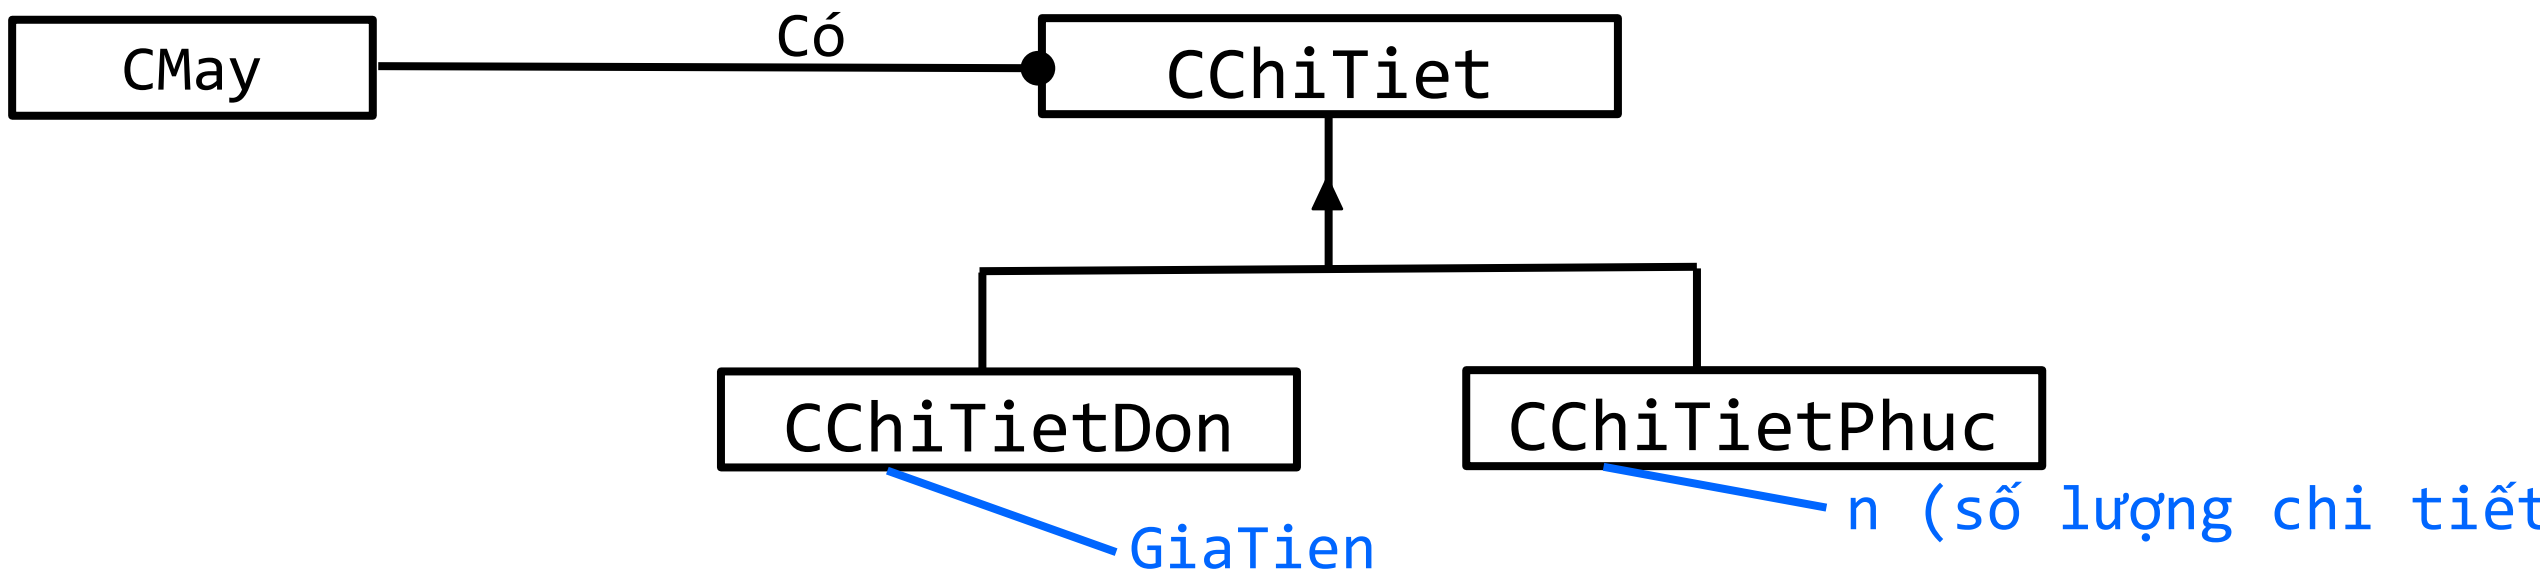 Có
CMay
CChiTiet
CChiTietDon
CChiTietPhuc
n (số lượng chi tiết
GiaTien